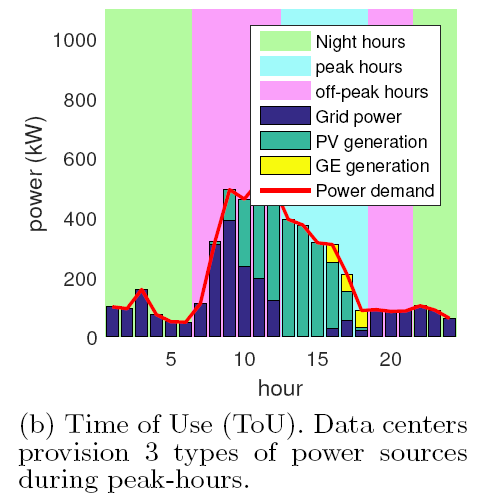 1000
800
600
400
200
0
power (kW)
Night hours
peak hours
off-peak hours
Grid power
PV generation
GE generation
Power demand
5 10 15 20
hour
(b) Time of Use (ToU). Data centers
provision 3 types of power sources
during peak-hours.